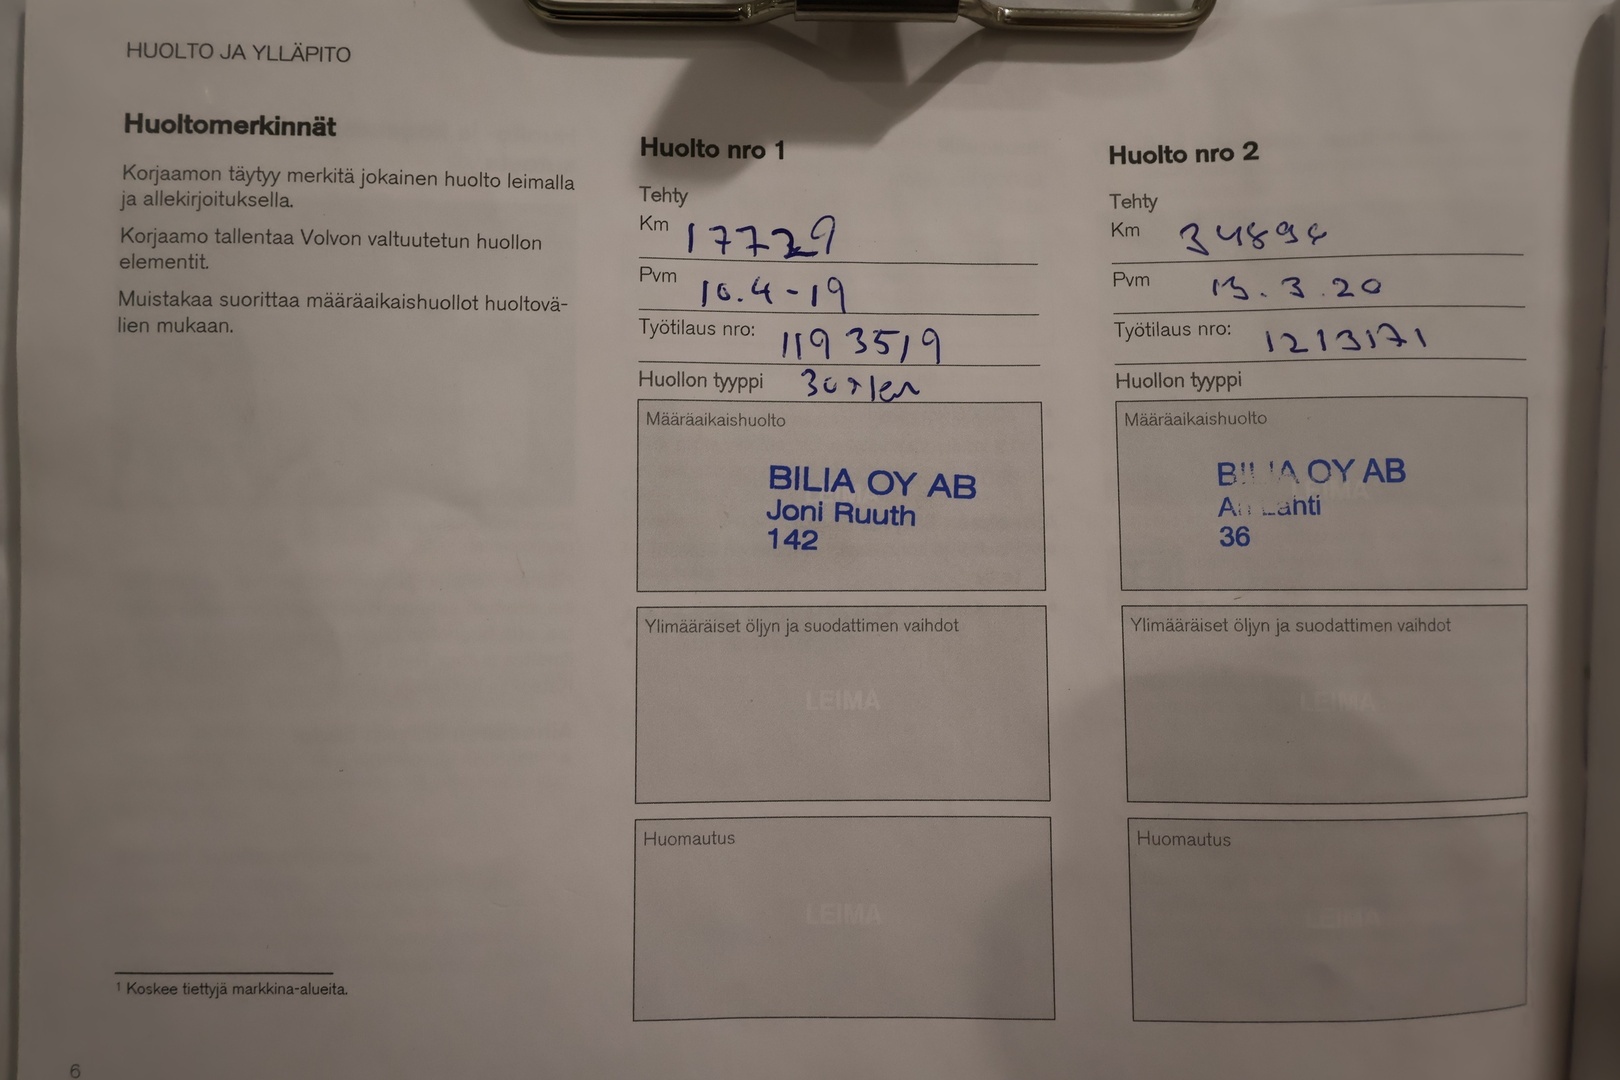 HUOLTO JA YLLÄPITO
Huoltomerkinnät
Korjaamon täytyy merkitä jokainen huolto leimalla
ja allekirjoituksella.
Korjaamo tallentaa Volvon valtuutetun huollon
elementit.
Muistakaa suorittaa määräaikaishuollot huoltovä-
lien mukaan.
¹ Koskee tiettyjä markkina-alueita.
6
Huolto nro 1
Tehty
Km 17729
Pvm 10.4-19
Työtilaus nro: 1193519
Huollon tyyppi
Määräaikaishuolto
BILIA OY AB
Joni Ruuth
142
Ylimääräiset öljyn ja suodattimen vaihdot
LEIMA
Huomautus
LEIMA
Huolto nro 2
Tehty
Km
Pvm 13.3.20
Työtilaus nro: 1213171
Huollon tyyppi
Määräaikaishuolto
BILIA OY AB
Lahti
36
Ylimääräiset öljyn ja suodattimen vaihdot
LEIMA
Huomautus
LEIMA